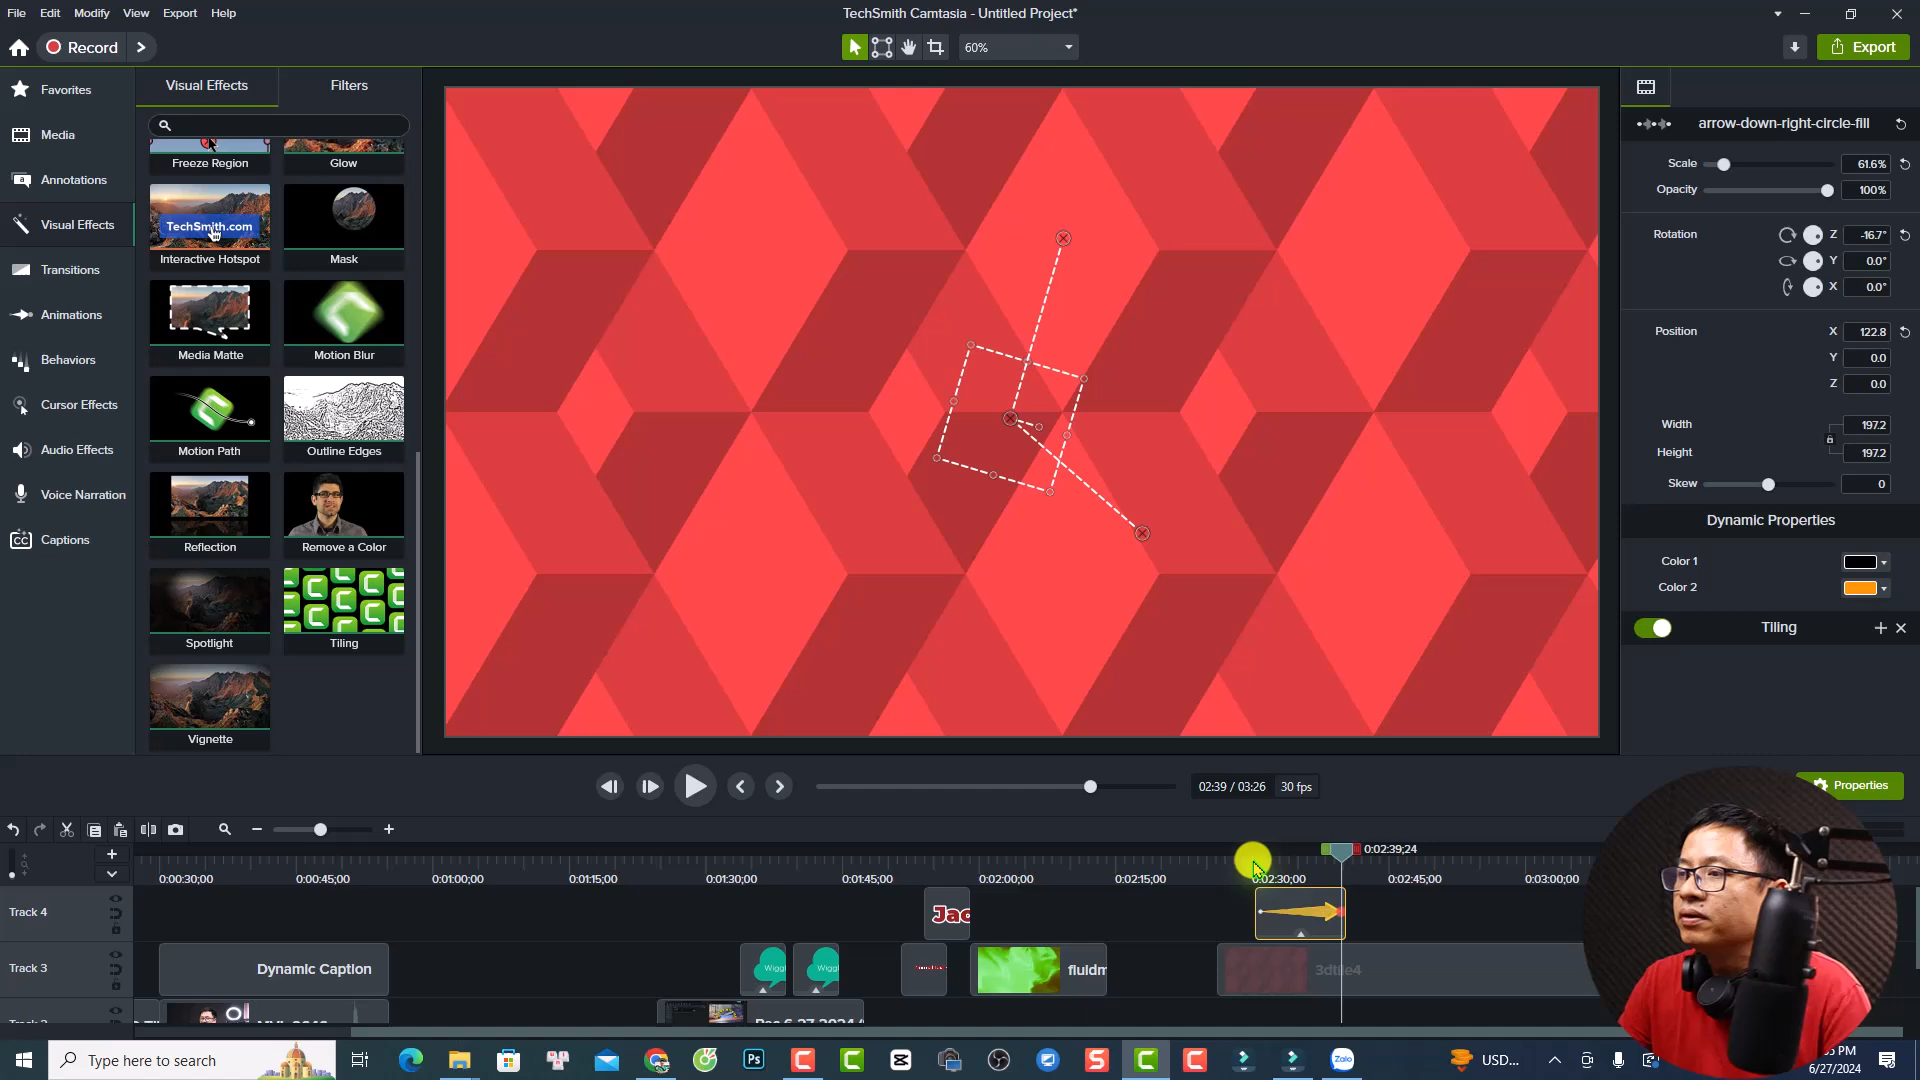 File Edit Modify View Export Help
TechSmith Camtasia - Untitled Project*
Record
60%
Export
Favorites
Media
Annotations
Visual Effects
Transitions
Animations
Behaviors
Cursor Effects
Audio Effects
Voice Narration
Captions
Visual Effects
Filters
Freeze Region
Glow
TechSmith.com
Interactive Hotspot
Mask
Media Matte
Motion Blur
Motion Path
Outline Edges
Reflection
Remove a Color
Spotlight
Tiling
Vignette
arrow-down-right-circle-fill
Scale 61.6%
Opacity 100%
Rotation Z -16.7°
Y 0.0°
X 0.0°
Position X 122.8
Y 0.0
Z 0.0
Width 197.2
Height 197.2
Skew 0
Dynamic Properties
Color 1
Color 2
Tiling
02:39 / 03:26 30 fps
Properties
0:02:39;24
0:00:30;00 0:00:45;00 0:01:00;00 0:01:15;00 0:01:30;00 0:01:45;00 0:02:00;00 0:02:15;00 0:02:30;00 0:02:45;00 0:03:00;00
Track 4
Track 3
Dynamic Caption
fluidm
3dtile4
Type here to search
Ps
Zalo
USD...
PM
6/27/2024